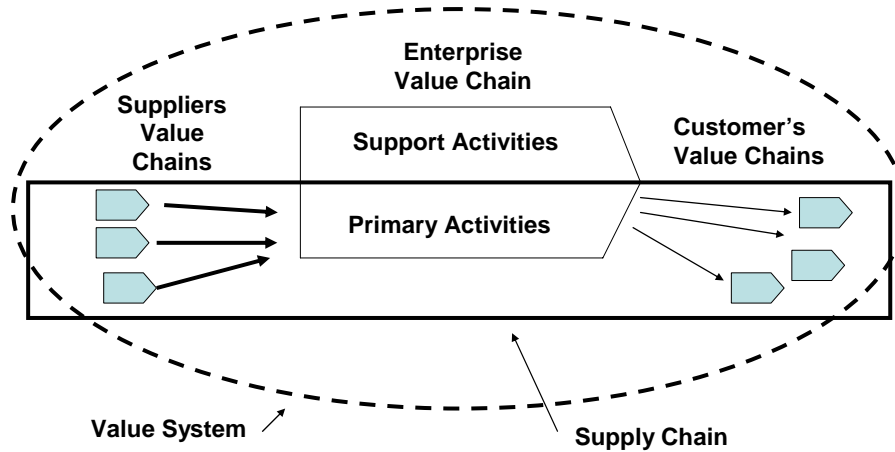 Enterprise
Value Chain
Suppliers
Value
Chains
Support Activities
Customer's
Value Chains
Primary Activities
Value System
Supply Chain